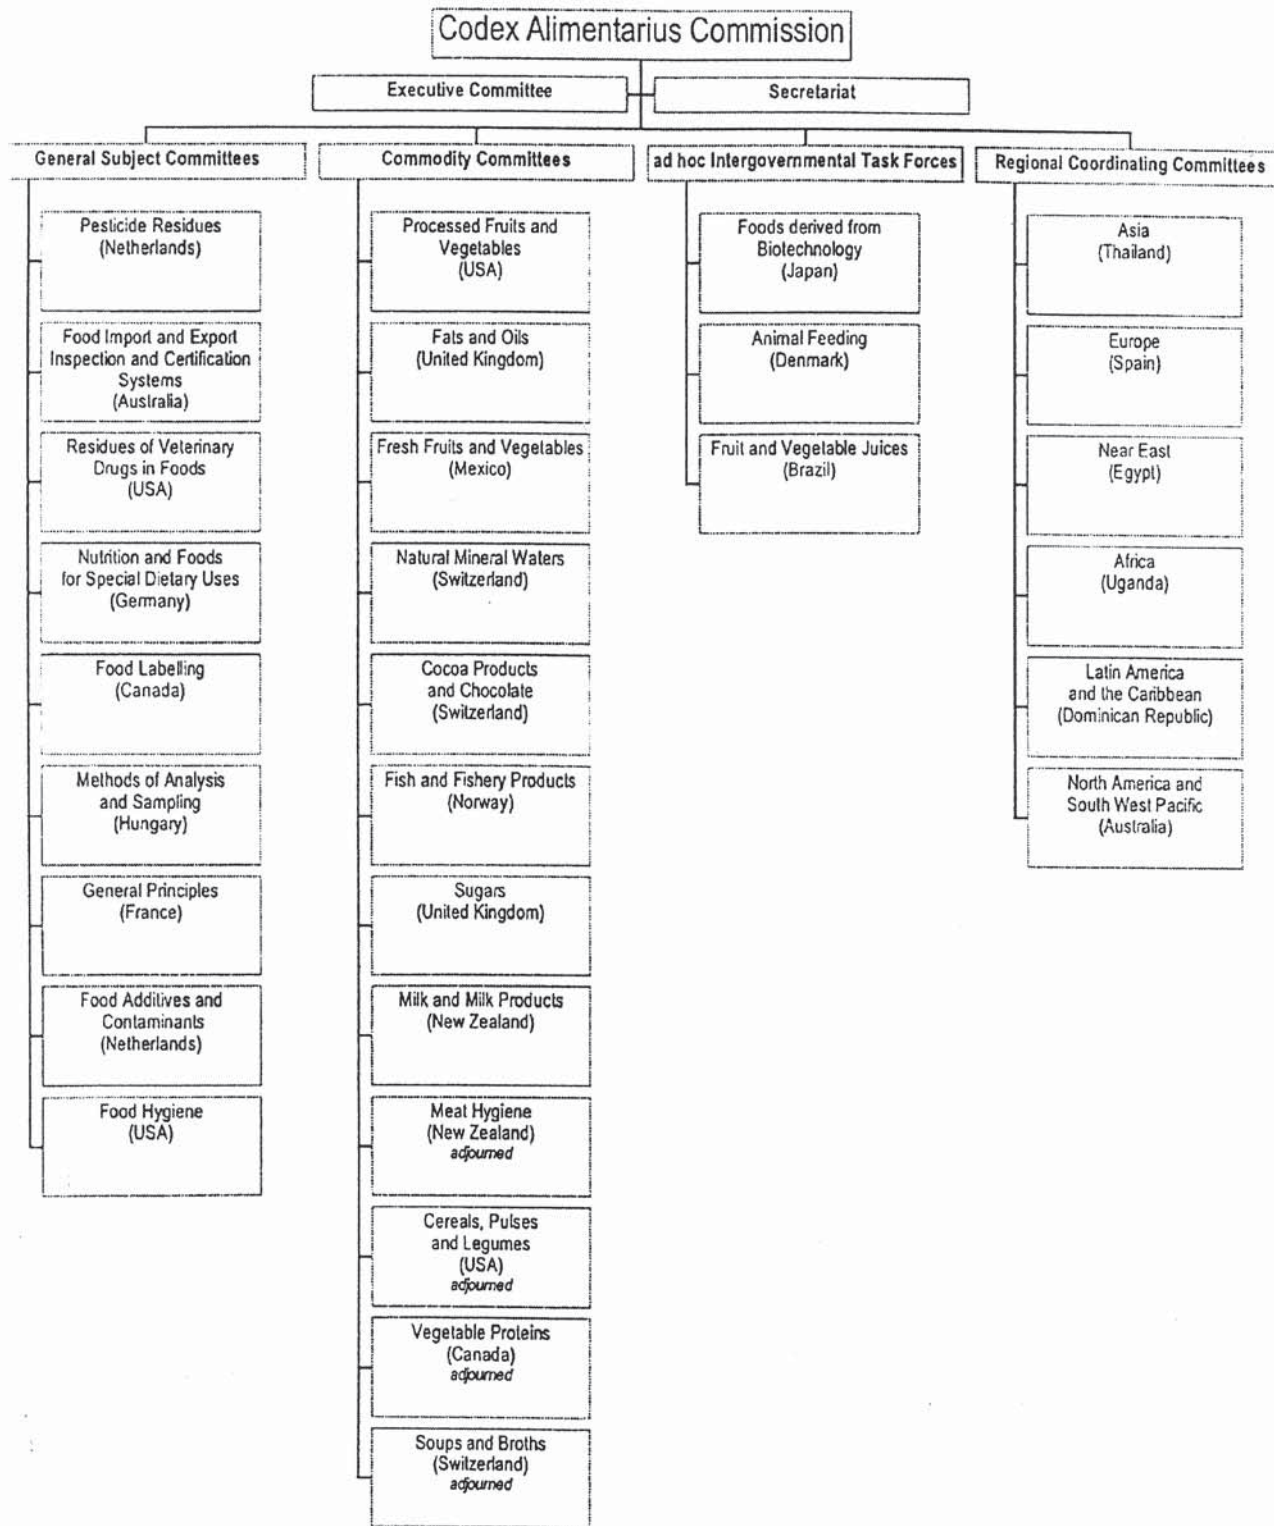 Codex Alimentarius Commission
Executive Committee
Secretariat
General Subject Committees
Pesticide Residues
(Netherlands)
Food Import and Export
Inspection and Certification
Systems
(Australia)
Residues of Veterinary
Drugs in Foods
(USA)
Nutrition and Foods
for Special Dietary Uses
(Germany)
Food Labelling
(Canada)
Methods of Analysis
and Sampling
(Hungary)
General Principles
(France)
Food Additives and
Contaminants
(Netherlands)
Food Hygiene
(USA)
Commodity Committees
Processed Fruits and
Vegetables
(USA)
Fats and Oils
(United Kingdom)
Fresh Fruits and Vegetables
(Mexico)
Natural Mineral Waters
(Switzerland)
Cocoa Products
and Chocolate
(Switzerland)
Fish and Fishery Products
(Norway)
Sugars
(United Kingdom)
Milk and Milk Products
(New Zealand)
Meat Hygiene
(New Zealand)
adjourned
Cereals, Pulses
and Legumes
(USA)
adjourned
Vegetable Proteins
(Canada)
adjourned
Soups and Broths
(Switzerland)
adjourned
ad hoc Intergovernmental Task Forces
Foods derived from
Biotechnology
(Japan)
Animal Feeding
(Denmark)
Fruit and Vegetable Juices
(Brazil)
Regional Coordinating Committees
Asia
(Thailand)
Europe
(Spain)
Near East
(Egypt)
Africa
(Uganda)
Latin America
and the Caribbean
(Dominican Republic)
North America and
South West Pacific
(Australia)